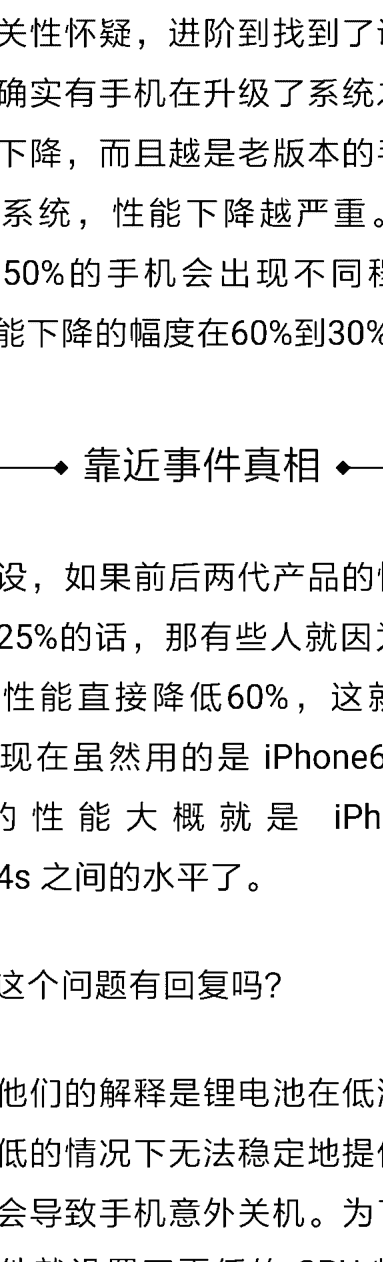 关性怀疑，进阶到找到了
确实有手机在升级了系统
下降，而且越是老版本的手
系统，性能下降越严重。
50%的手机会出现不同程
能下降的幅度在60%到30%
靠近事件真相
设，如果前后两代产品的性
25%的话，那有些人就因为
性能直接降低60%，这就
现在虽然用的是 iPhone6
的性能大概就是 iPh
4s 之间的水平了。
这个问题有回复吗?
他们的解释是锂电池在低温
低的情况下无法稳定地提供
会导致手机意外关机。为了